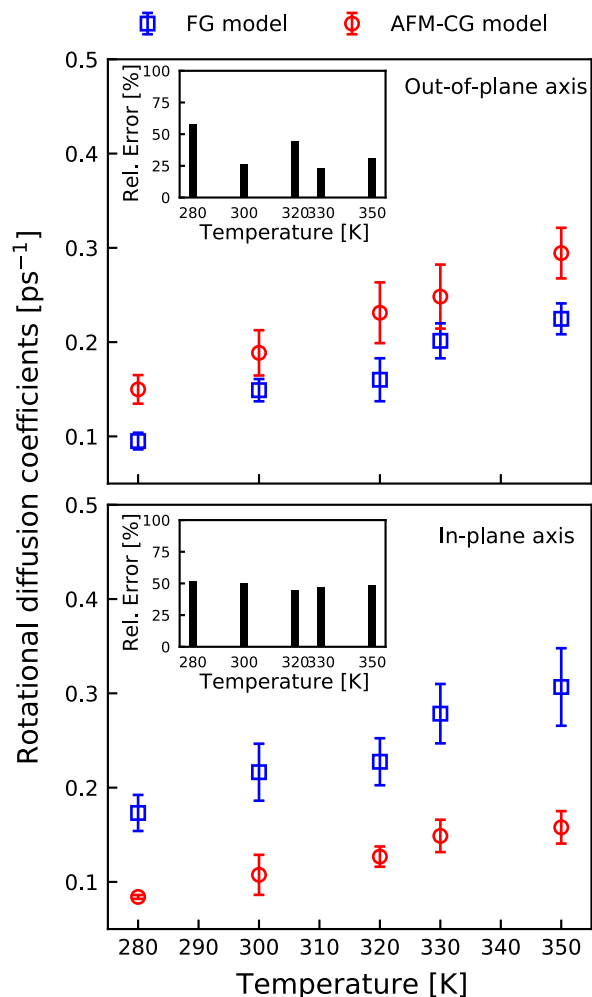 FG model AFM-CG model
Rotational diffusion coefficients [ps⁻¹]
0.5
0.4
0.3
0.2
0.1
Out-of-plane axis
Rel. Error [%]
100
75
50
25
0
280 300 320 330 350
Temperature [K]
0.5
0.4
0.3
0.2
0.1
In-plane axis
Rel. Error [%]
100
75
50
25
0
280 300 320 330 350
Temperature [K]
280 290 300 310 320 330 340 350
Temperature [K]